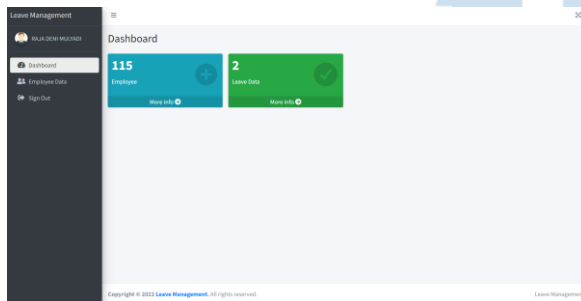 Leave Management
RAJA DENI MULYADI
Dashboard
Employee Data
Sign Out
Dashboard
115
Employee
More info
2
Leave Data
More info
Copyright © 2022 Leave Management. All rights reserved.
Leave Managemen